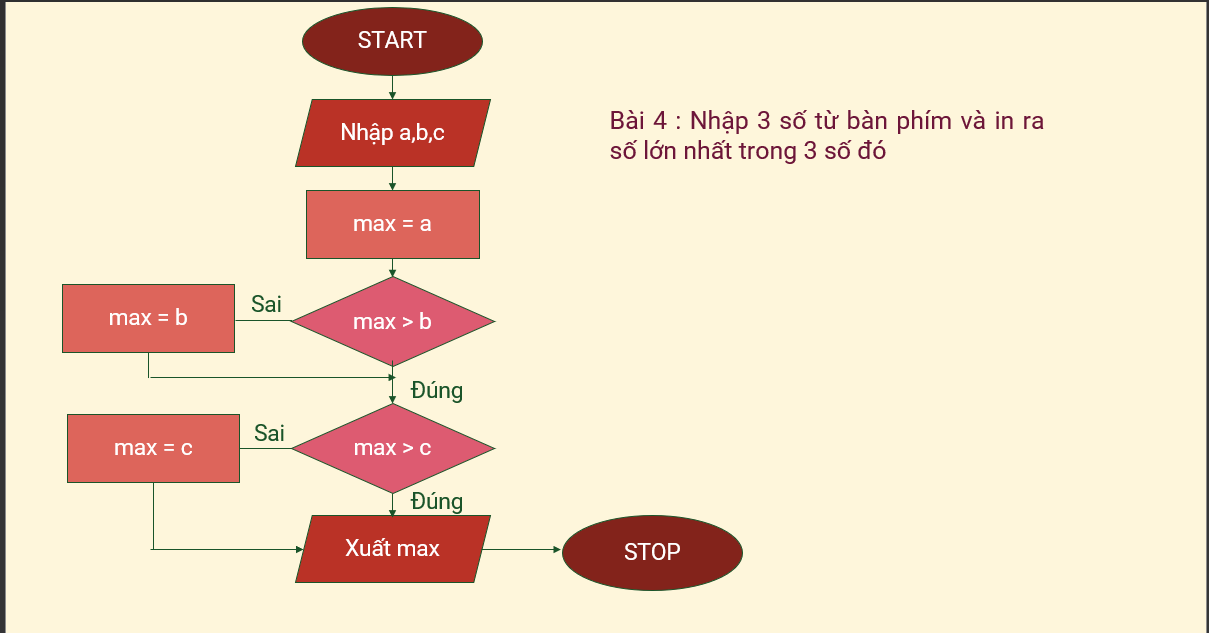 START
Nhập a,b,c
Bài 4 : Nhập 3 số từ bàn phím và in ra
số lớn nhất trong 3 số đó
max = a
max = b
Sai
max > b
Đúng
max = c
Sai
max > c
Đúng
Xuất max
STOP